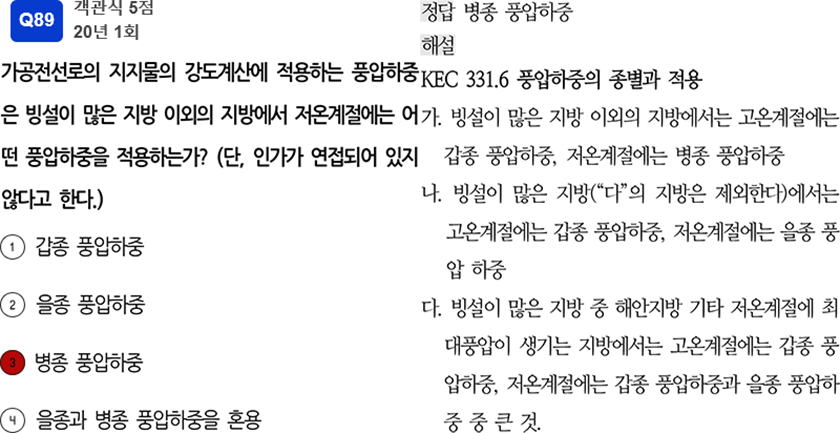 Q89
객관식 5점
20년 1회
가공전선로의 지지물의 강도계산에 적용하는 풍압하중
은 빙설이 많은 지방 이외의 지방에서 저온계절에는 어
떤 풍압하중을 적용하는가? (단, 인가가 연접되어 있지
않다고 한다.)
1 갑종 풍압하중
2 을종 풍압하중
3 병종 풍압하중
4 을종과 병종 풍압하중을 혼용
정답 병종 풍압하중
해설
KEC 331.6 풍압하중의 종별과 적용
가. 빙설이 많은 지방 이외의 지방에서는 고온계절에는
갑종 풍압하중, 저온계절에는 병종 풍압하중
나. 빙설이 많은 지방(“다”의 지방은 제외한다)에서는
고온계절에는 갑종 풍압하중, 저온계절에는 을종 풍
압 하중
다. 빙설이 많은 지방 중 해안지방 기타 저온계절에 최
대풍압이 생기는 지방에서는 고온계절에는 갑종 풍
압하중, 저온계절에는 갑종 풍압하중과 을종 풍압하
중 중 큰 것.